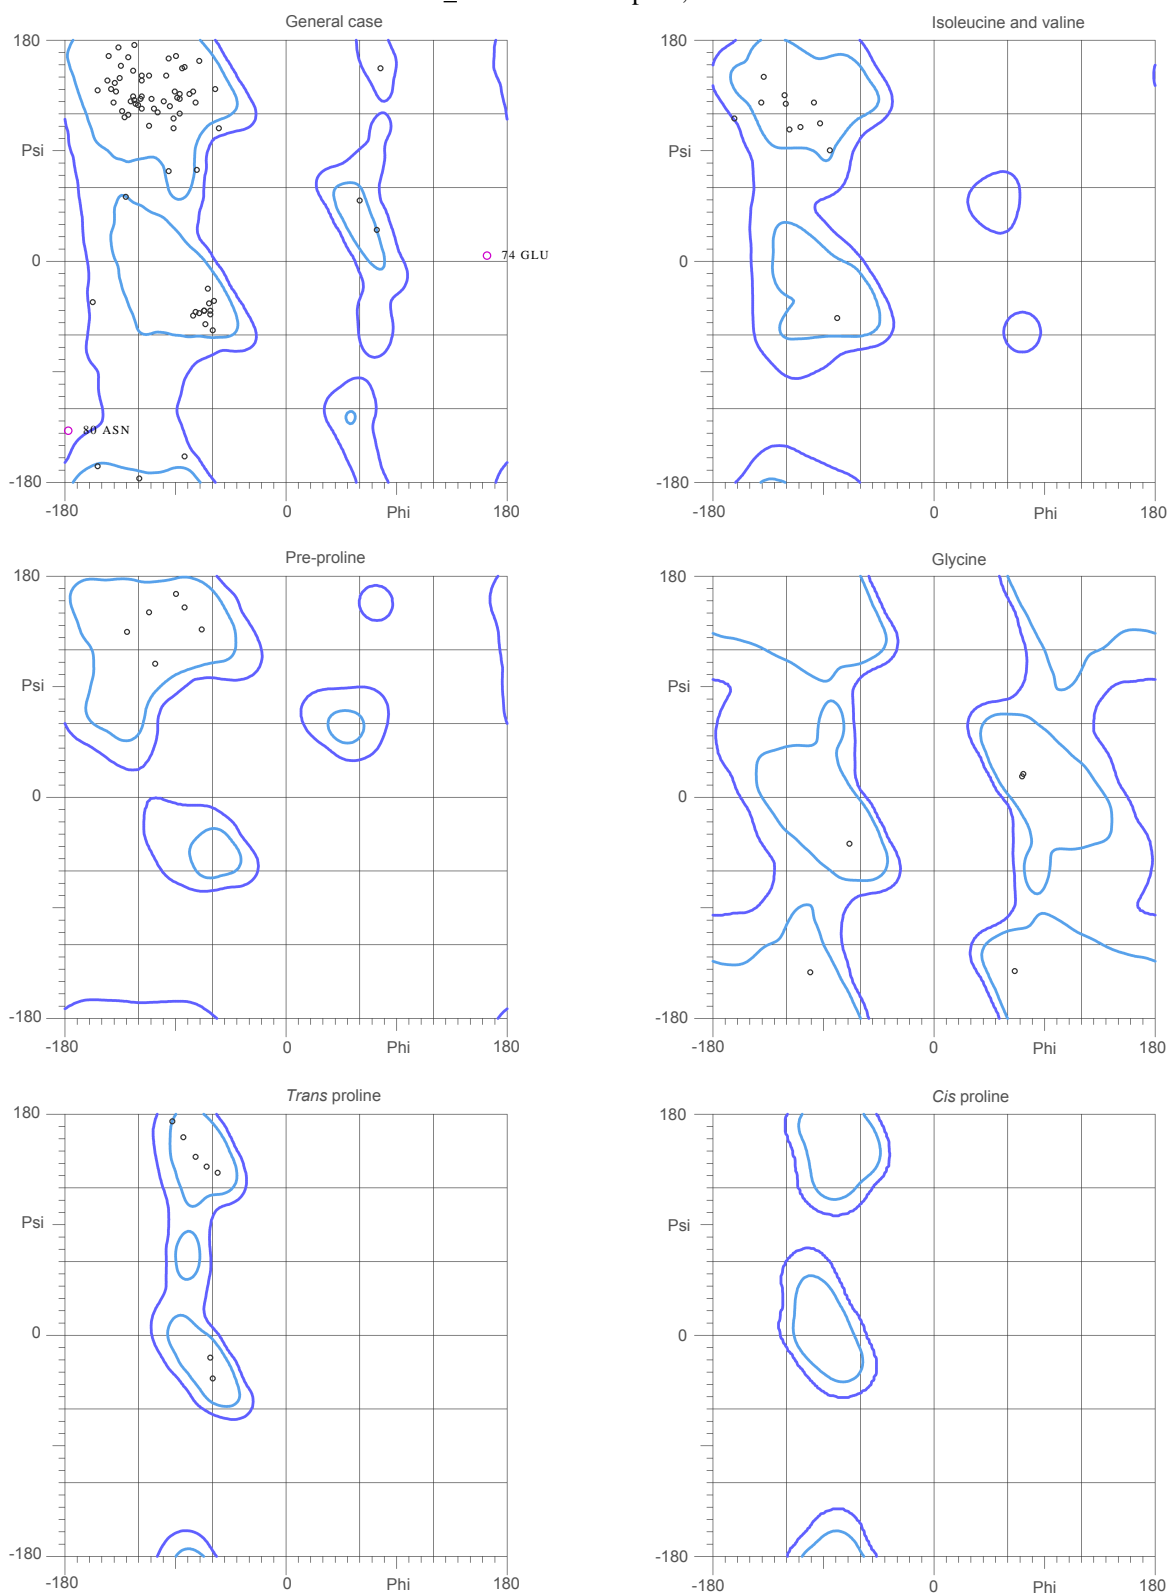 General case
Isoleucine and valine
180
180
Psi
Psi
0
0
74 GLU
80 ASN
-180
-180
-180
0
Phi
180
-180
0
Phi
180
Pre-proline
Glycine
180
180
Psi
Psi
0
0
-180
-180
-180
0
Phi
180
-180
0
Phi
180
Trans proline
Cis proline
180
180
Psi
Psi
0
0
-180
-180
-180
0
Phi
180
-180
0
Phi
180